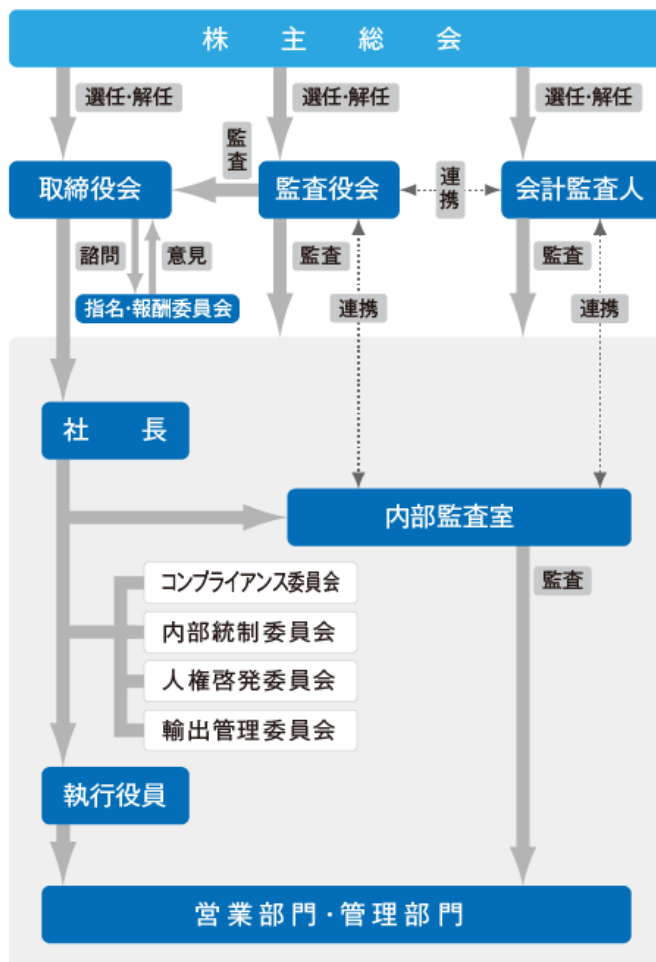 株主総会
選任・解任
選任・解任
選任・解任
監査
取締役会
監査役会
連携
会計監査人
諮問
意見
監査
監査
指名・報酬委員会
連携
連携
社長
内部監査室
コンプライアンス委員会
監査
内部統制委員会
人権啓発委員会
輸出管理委員会
執行役員
営業部門・管理部門